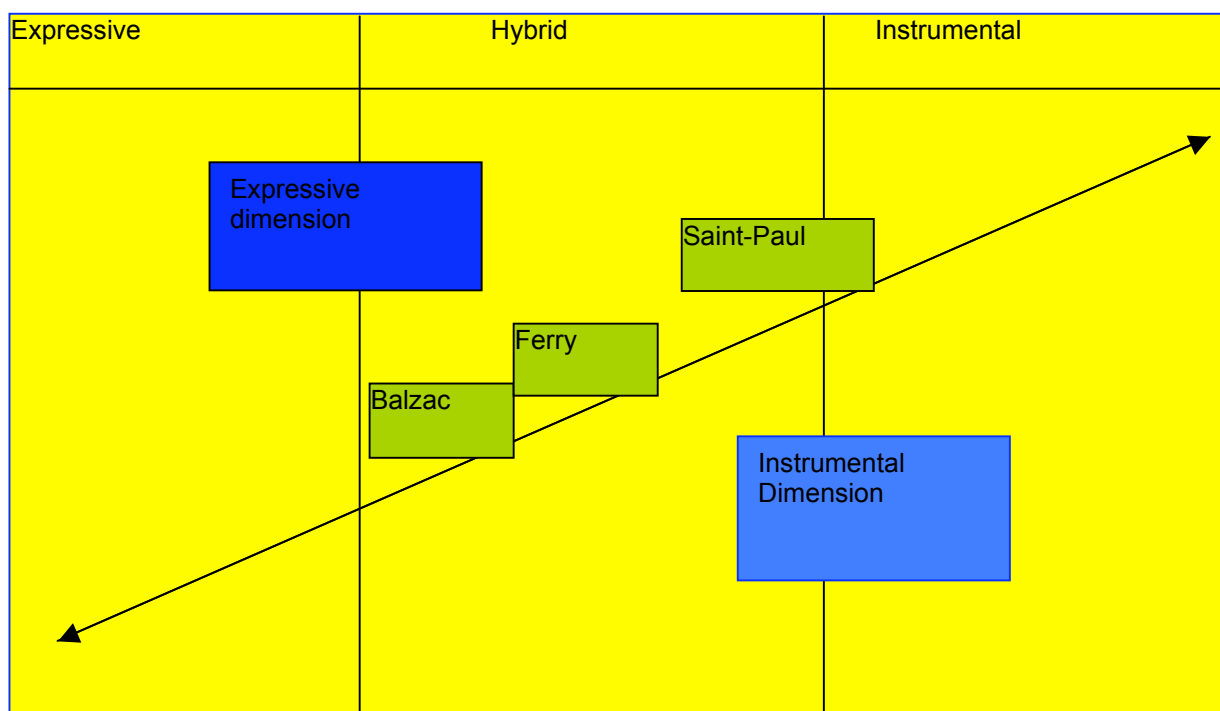 Expressive
Hybrid
Instrumental
Expressive
dimension
Saint-Paul
Ferry
Balzac
Instrumental
Dimension